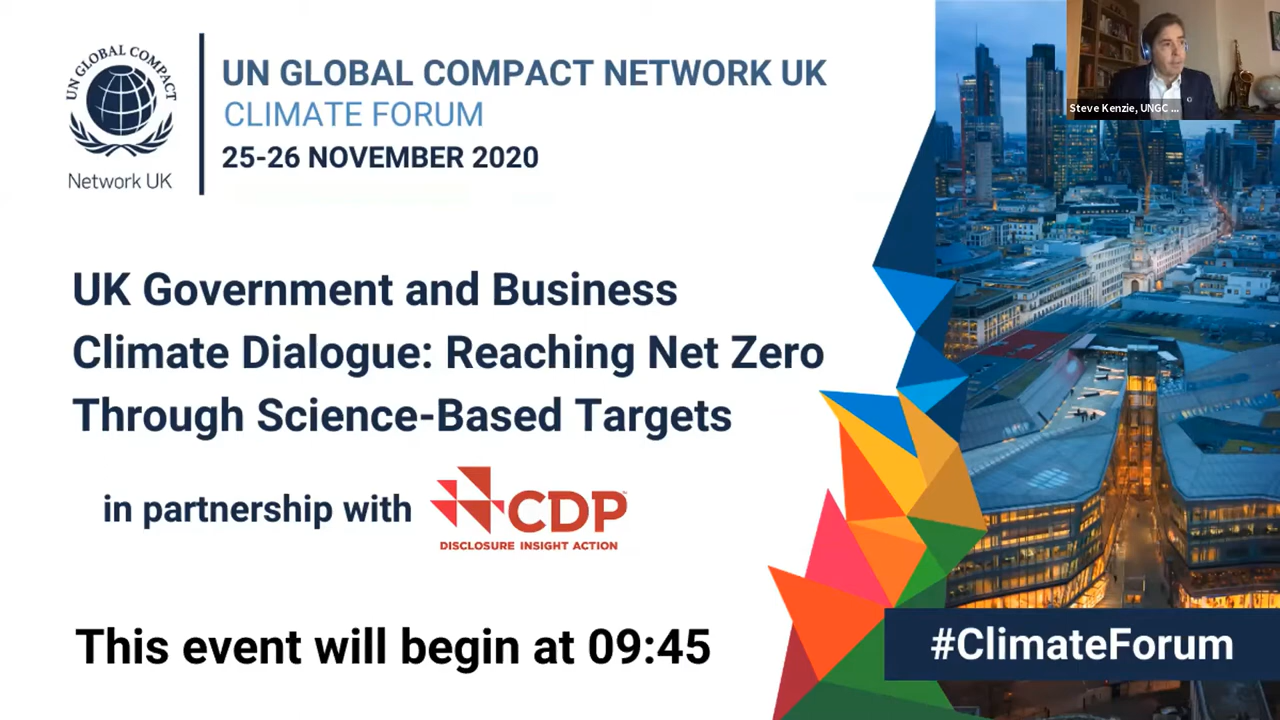 UN GLOBAL COMPACT
Network UK
UN GLOBAL COMPACT NETWORK UK
CLIMATE FORUM
25-26 NOVEMBER 2020
Steve Kenzie, UNGC ...
UK Government and Business
Climate Dialogue: Reaching Net Zero
Through Science-Based Targets
in partnership with
CDP
DISCLOSURE INSIGHT ACTION
This event will begin at 09:45
#ClimateForum